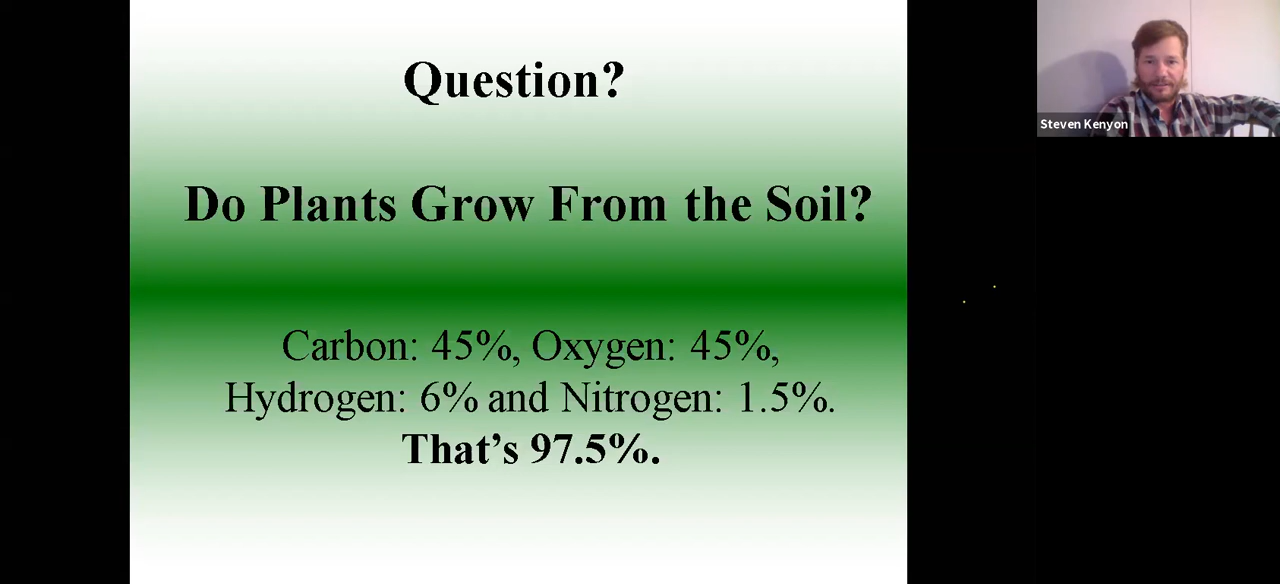 Question?
Do Plants Grow From the Soil?
Carbon: 45%, Oxygen: 45%,
Hydrogen: 6% and Nitrogen: 1.5%.
That's 97.5%.
Steven Kenyon